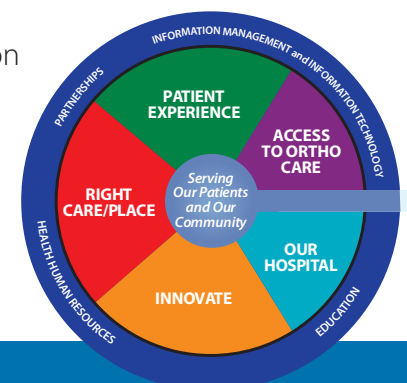 on
INFORMATION MANAGEMENT and INFORMATION TECHNOLOGY
PARTNERSHIPS
PATIENT
EXPERIENCE
ACCESS
TO ORTHO
CARE
Serving
Our Patients
and Our
Community
RIGHT
CARE/PLACE
OUR
HOSPITAL
INNOVATE
HEALTH HUMAN RESOURCES
EDUCATION